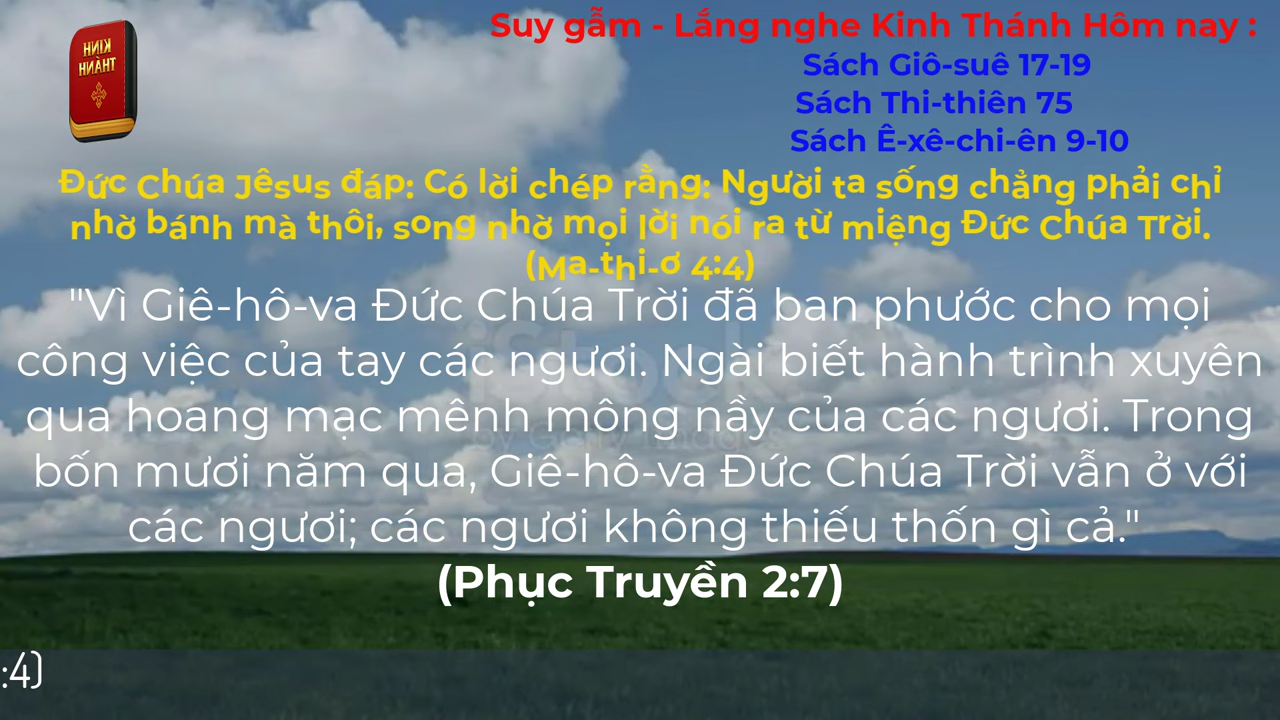 Suy gẫm - Lắng nghe Kinh Thánh Hôm nay :
Sách Giô-suê 17-19
Sách Thi-thiên 75
Sách Ê-xê-chi-ên 9-10
KINH
THÁNH
Đức Chúa Jêsus đáp: Có lời chép rằng: Người ta sống chẳng phải chỉ
nhờ bánh mà thôi, song nhờ mọi lời nói ra từ miệng Đức Chúa Trời.
(Ma-thi-ơ 4:4)
"Vì Giê-hô-va Đức Chúa Trời đã ban phước cho mọi
công việc của tay các ngươi. Ngài biết hành trình xuyên
qua hoang mạc mênh mông nầy của các ngươi. Trong
bốn mươi năm qua, Giê-hô-va Đức Chúa Trời vẫn ở với
các ngươi; các ngươi không thiếu thốn gì cả."
(Phục Truyền 2:7)
iStock
by Getty Images
:4)